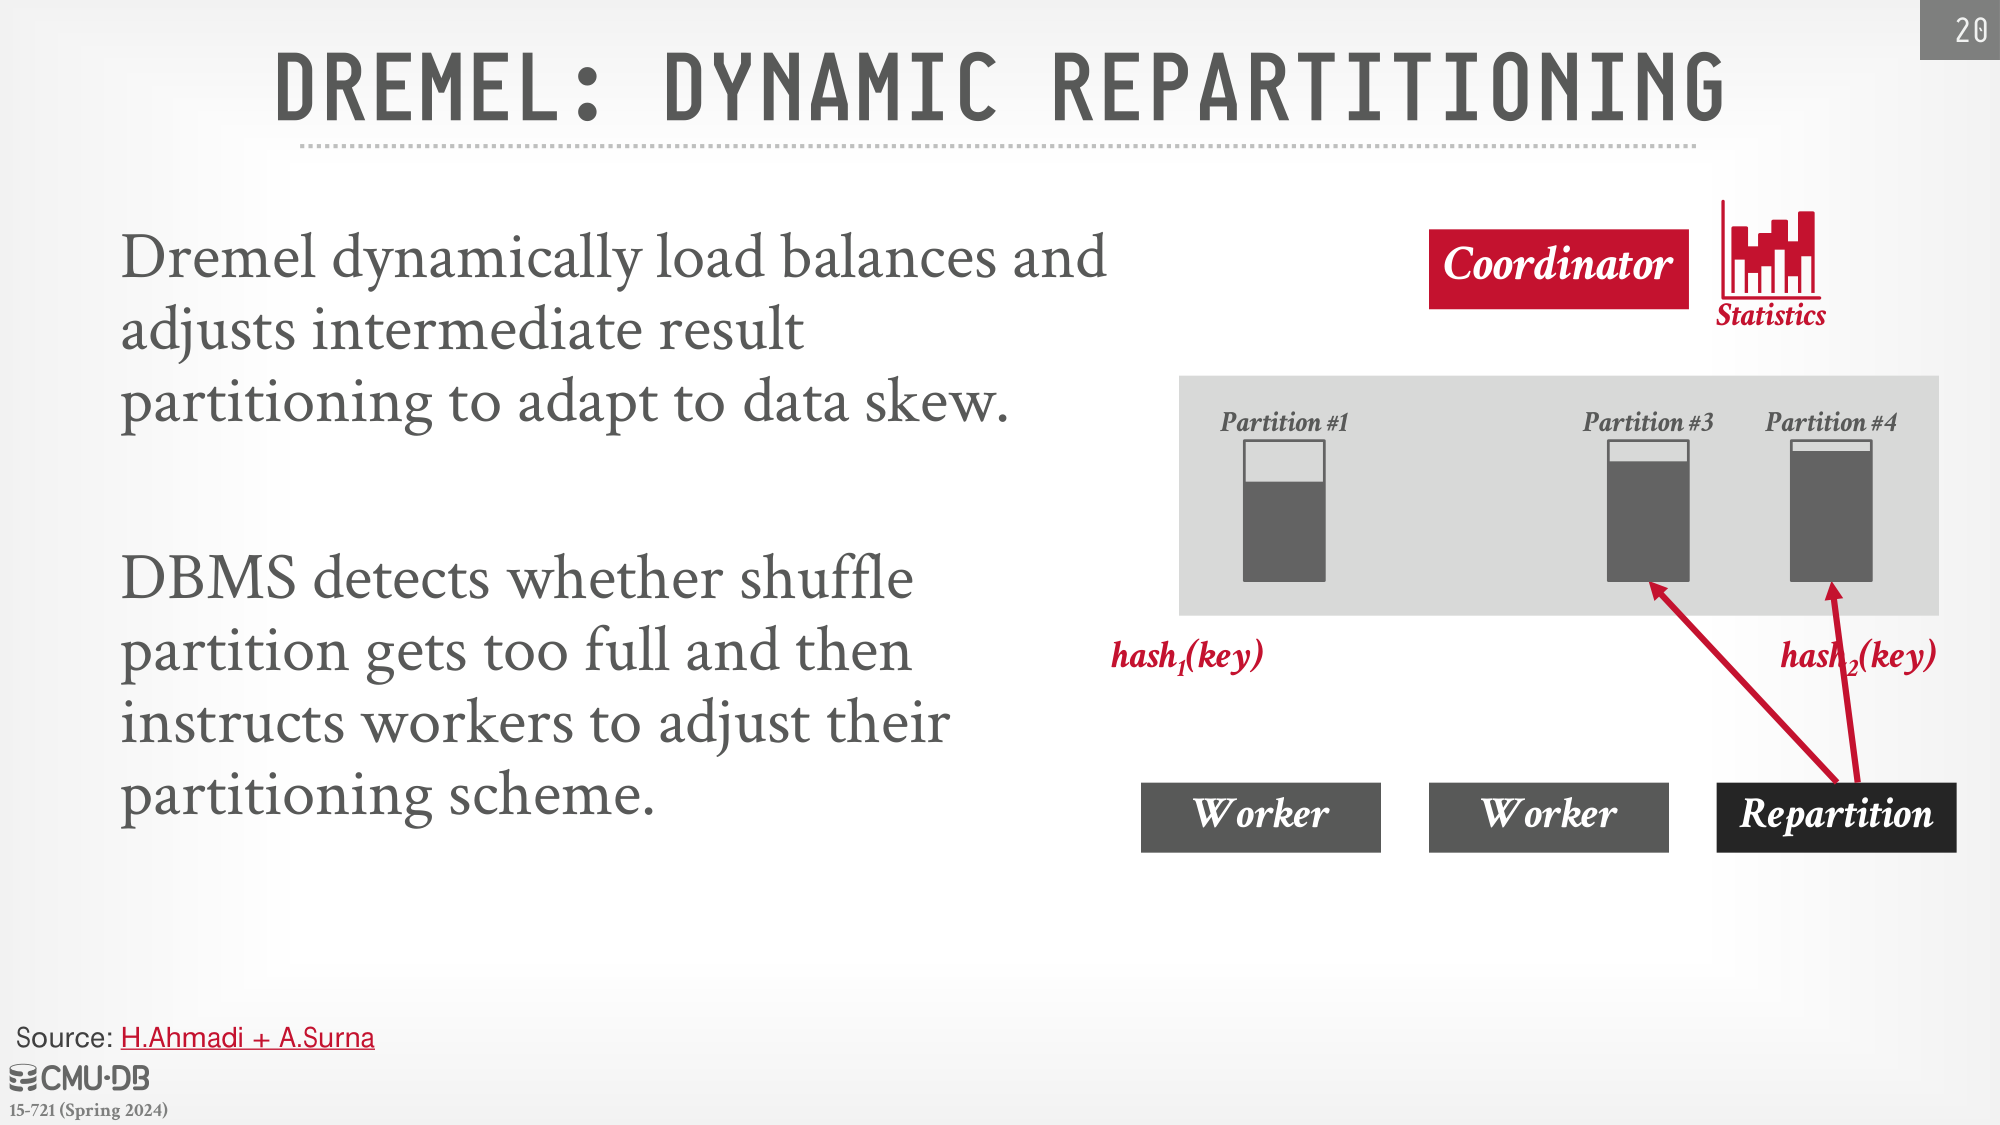 20
DREMEL: DYNAMIC REPARTITIONING
Dremel dynamically load balances and
adjusts intermediate result
partitioning to adapt to data skew.
DBMS detects whether shuffle
partition gets too full and then
instructs workers to adjust their
partitioning scheme.
Coordinator
Statistics
Partition #1
Partition #3
Partition #4
hash1(key)
hash2(key)
Worker
Worker
Repartition
Source: H.Ahmadi + A.Surna
CMU·DB
15-721 (Spring 2024)